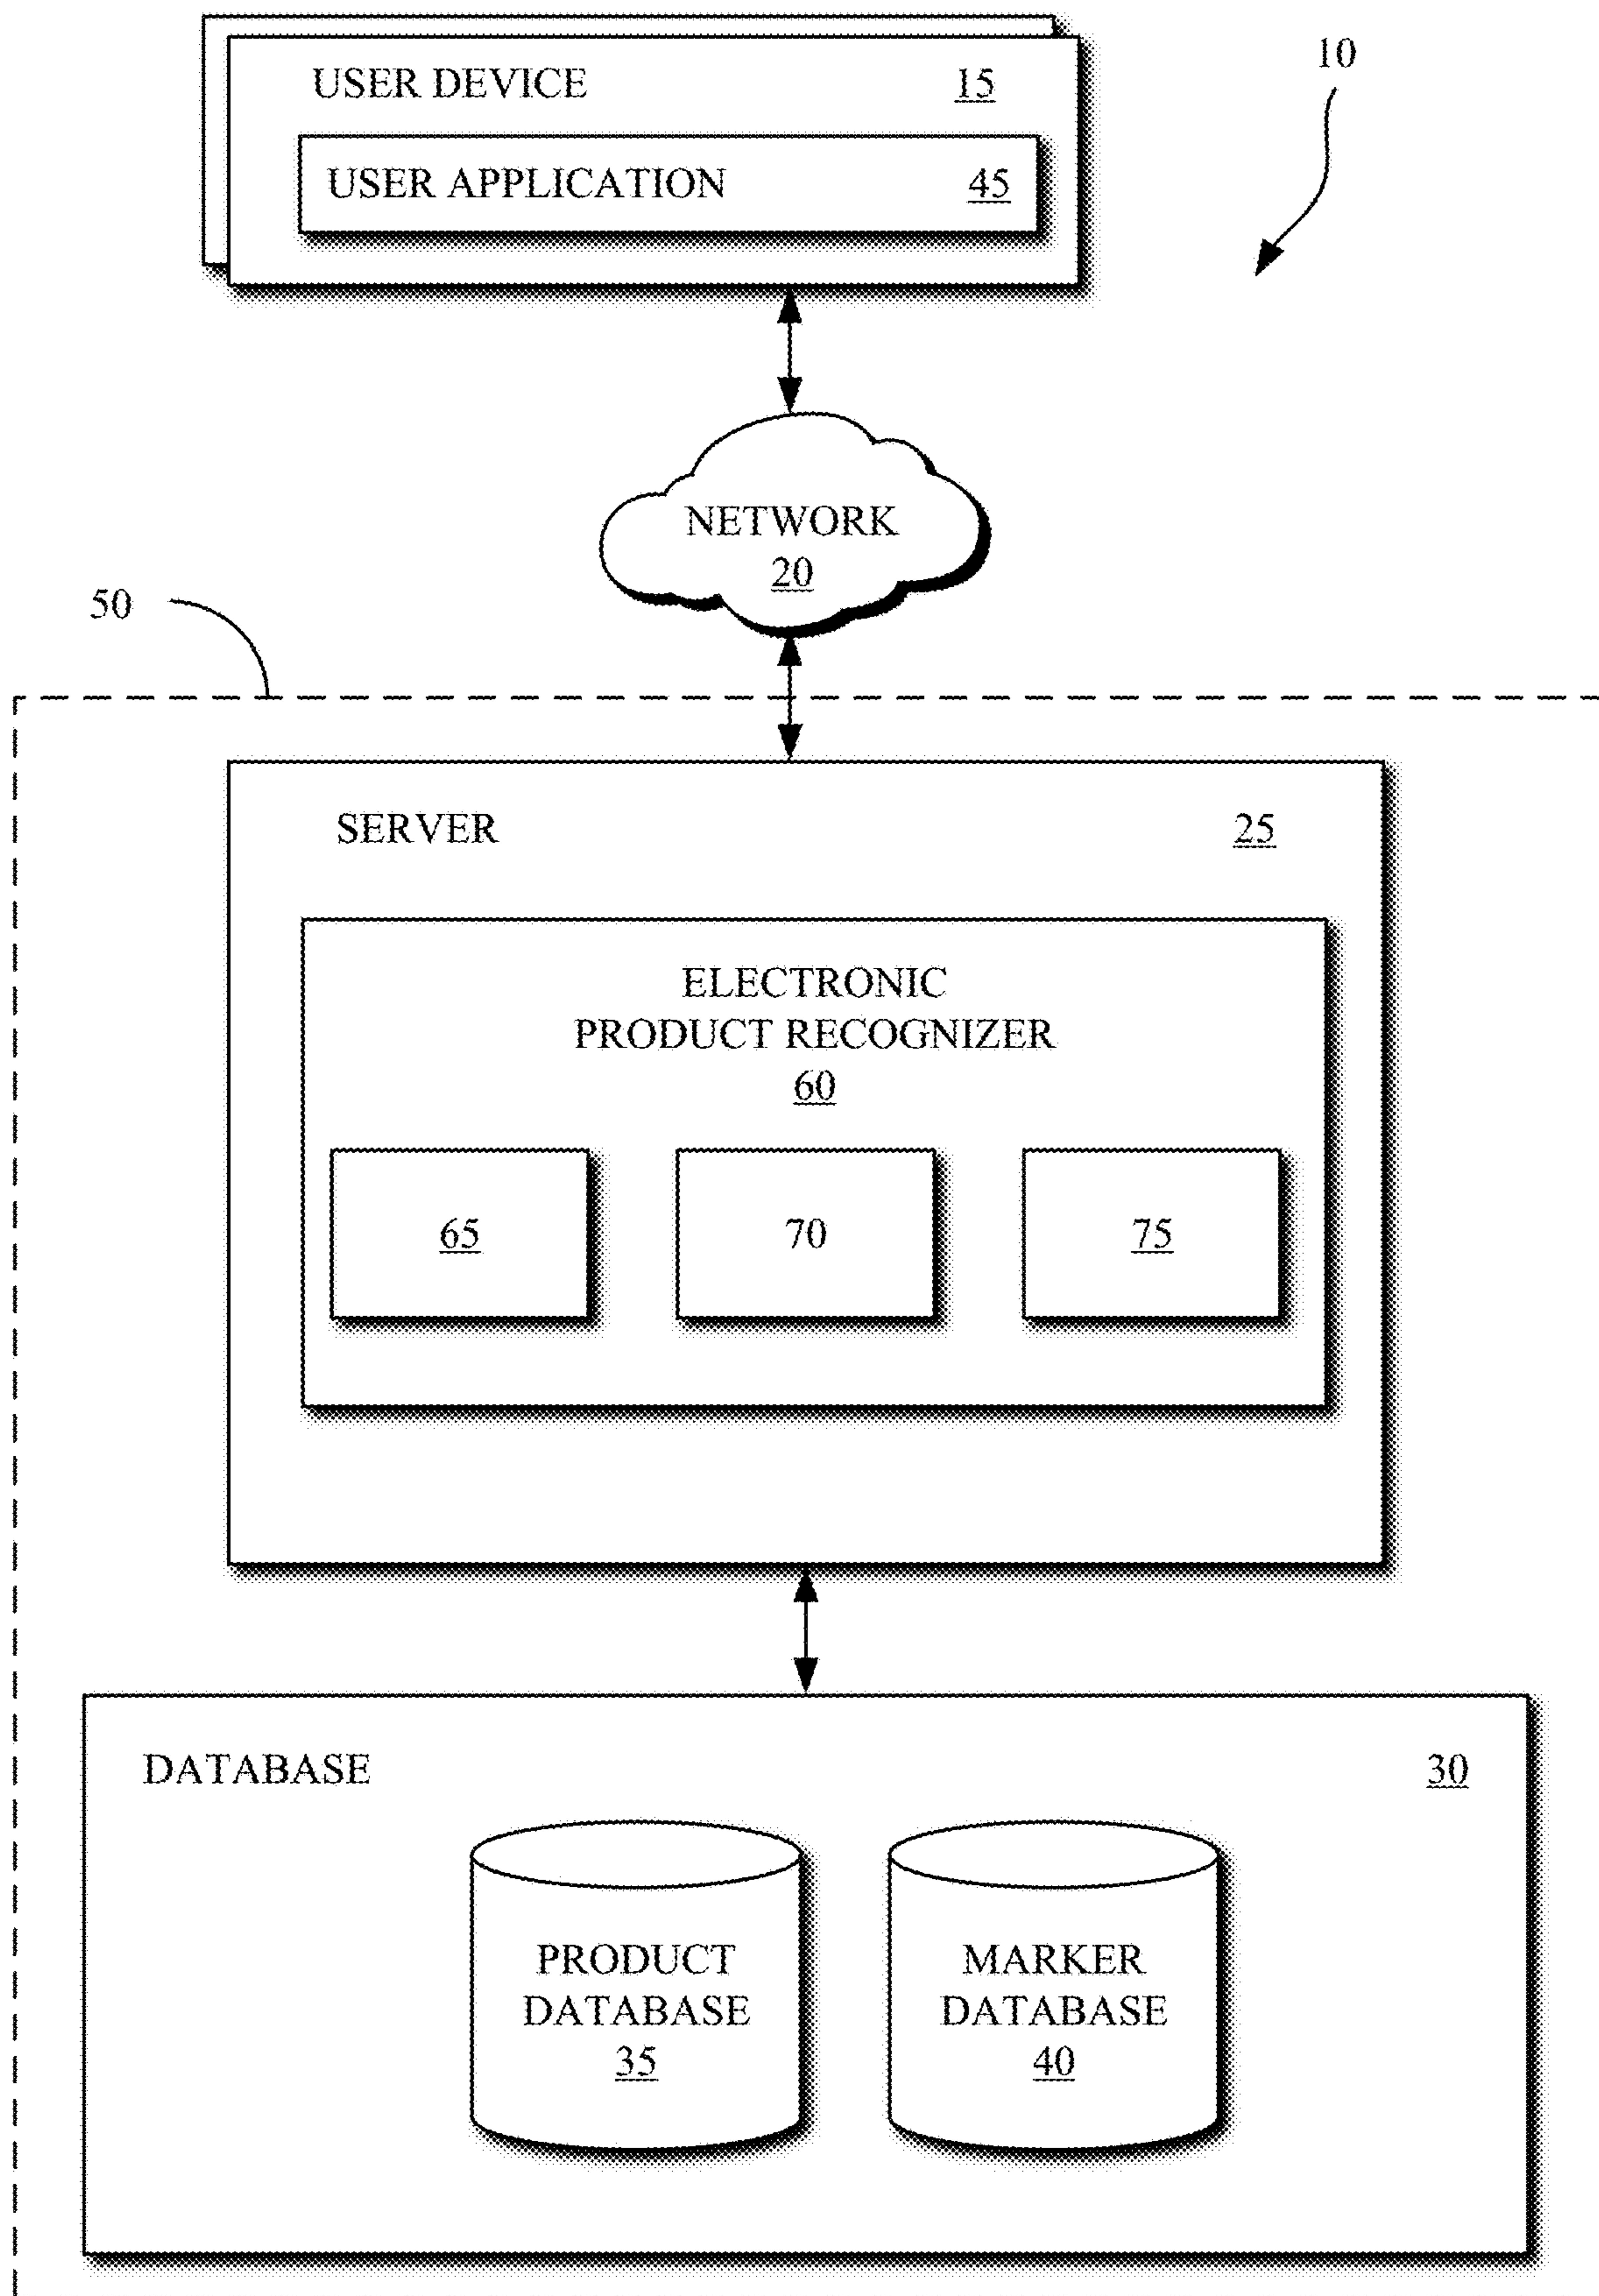 10
USER DEVICE 15
USER APPLICATION 45
NETWORK
20
50
SERVER 25
ELECTRONIC
PRODUCT RECOGNIZER
60
65 70 75
DATABASE 30
PRODUCT
DATABASE
35
MARKER
DATABASE
40